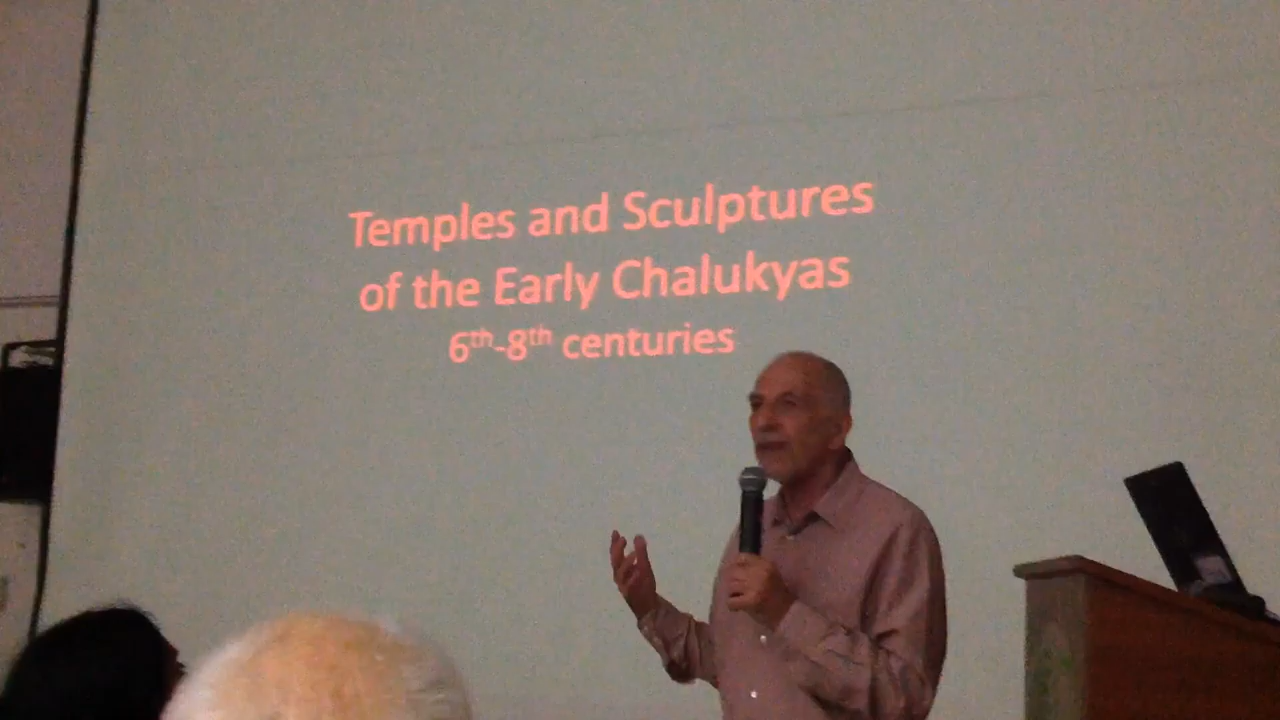 Temples and Sculptures
of the Early Chalukyas
6th-8th centuries